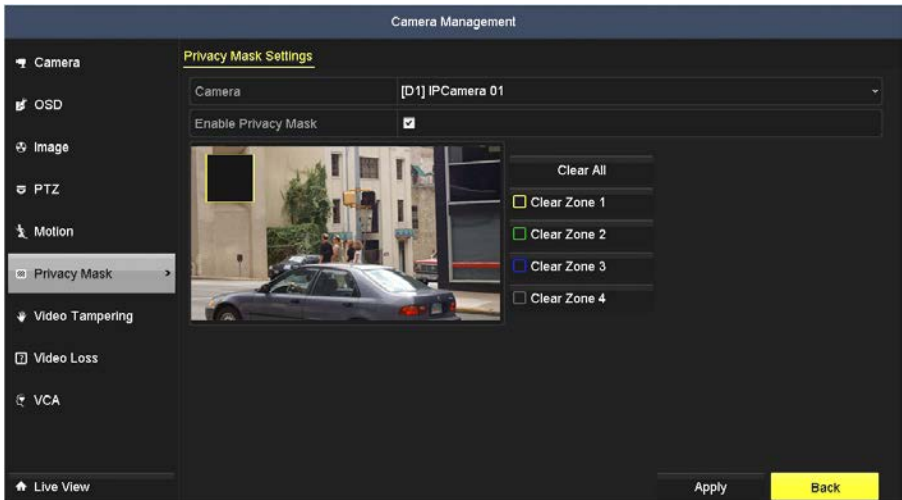 Camera Management
Camera
OSD
Image
PTZ
Motion
Privacy Mask
Video Tampering
Video Loss
VCA
Live View
Privacy Mask Settings
Camera [D1] IPCamera 01
Enable Privacy Mask
Clear All
Clear Zone 1
Clear Zone 2
Clear Zone 3
Clear Zone 4
Apply Back